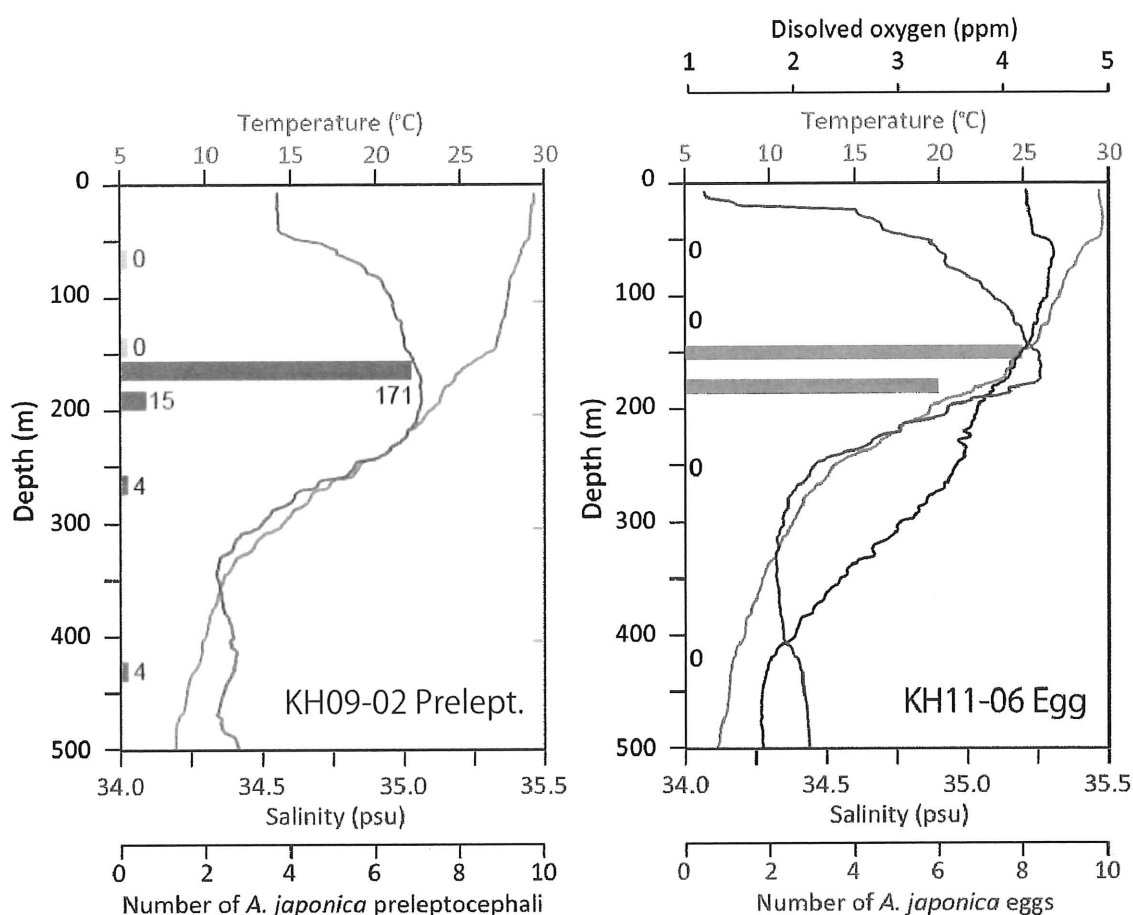 Disolved oxygen (ppm)
1 2 3 4 5
Temperature (°C)
5 10 15 20 25 30
Temperature (°C)
5 10 15 20 25 30
Depth (m)
0
100
200
300
400
500
0
0
171
15
4
4
KH09-02 Prelept.
34.0 34.5 35.0 35.5
Salinity (psu)
0 2 4 6 8 10
Number of A. japonica preleptocephali
Depth (m)
0
100
200
300
400
500
0
0
0
0
KH11-06 Egg
34.0 34.5 35.0 35.5
Salinity (psu)
0 2 4 6 8 10
Number of A. japonica eggs